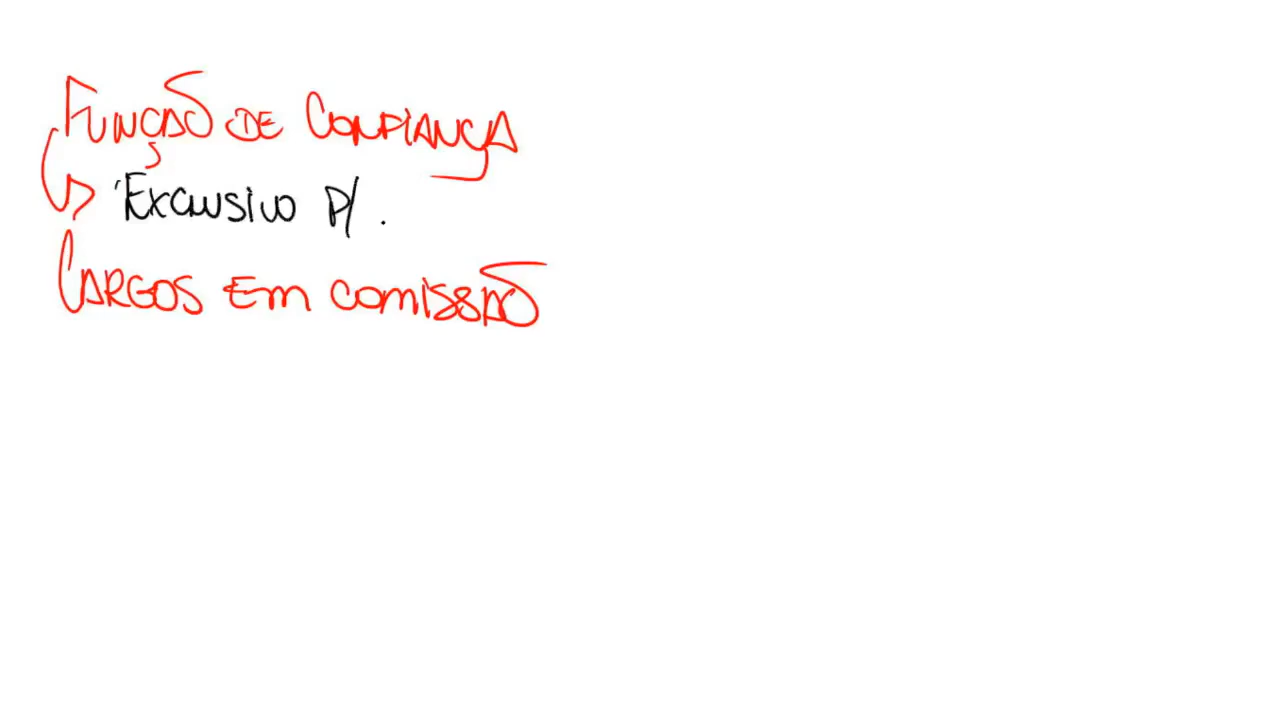 FUNÇÃO DE CONFIANÇA
EXCLUSIVO P/ .
CARGOS EM COMISSÃO